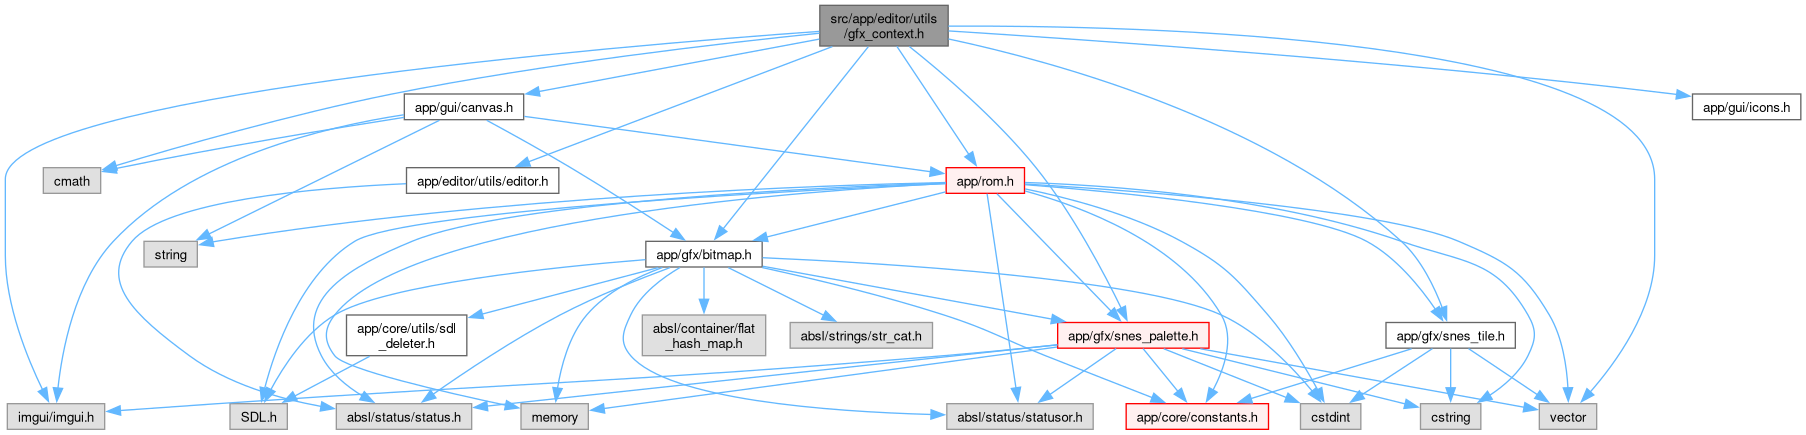 src/app/editor/utils
/gfx_context.h
app/gui/canvas.h
app/gui/icons.h
cmath
app/editor/utils/editor.h
app/rom.h
string
app/gfx/bitmap.h
app/core/utils/sdl
_deleter.h
absl/container/flat
_hash_map.h
absl/strings/str_cat.h
app/gfx/snes_palette.h
app/gfx/snes_tile.h
imgui/imgui.h
SDL.h
absl/status/status.h
memory
absl/status/statusor.h
app/core/constants.h
cstdint
cstring
vector